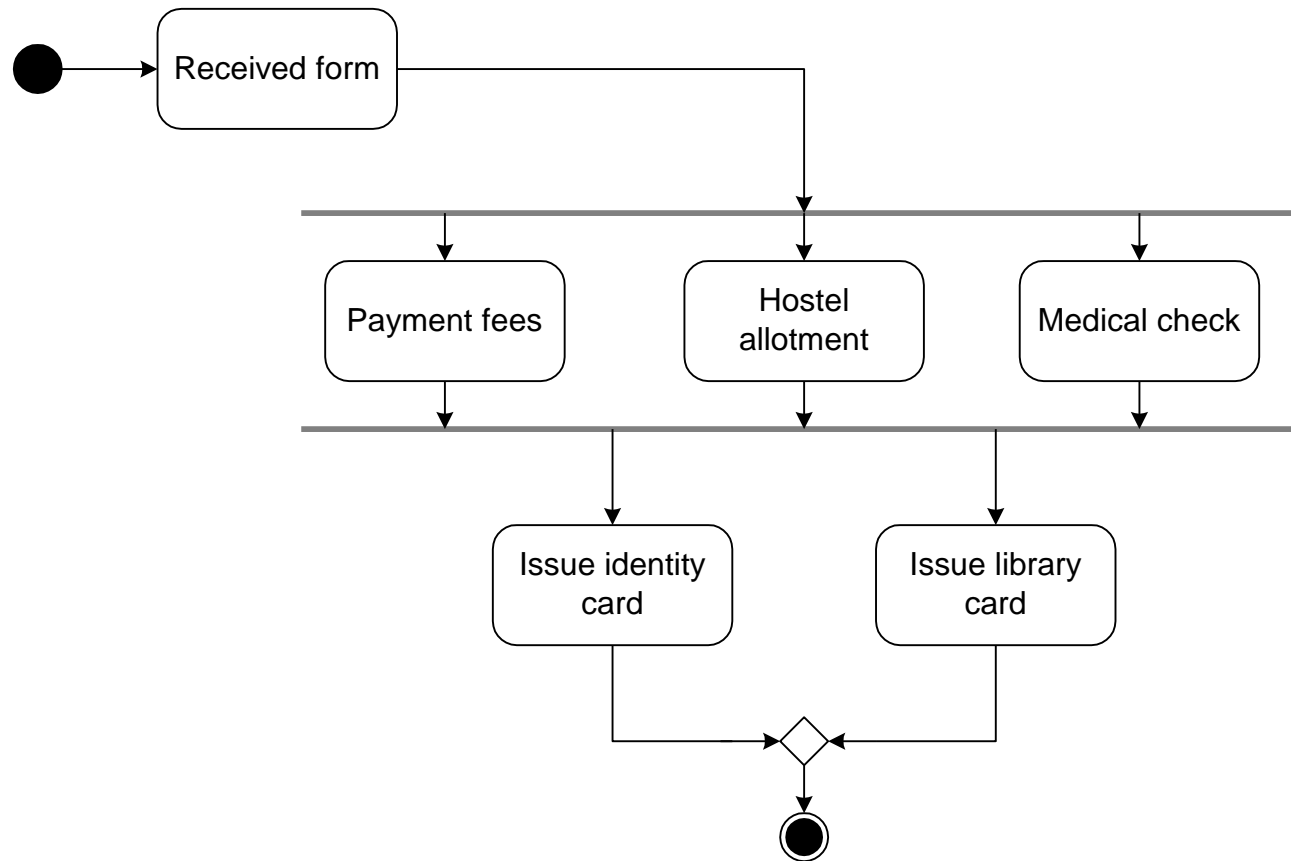 Received form
Payment fees
Hostel
allotment
Medical check
Issue identity
card
Issue library
card